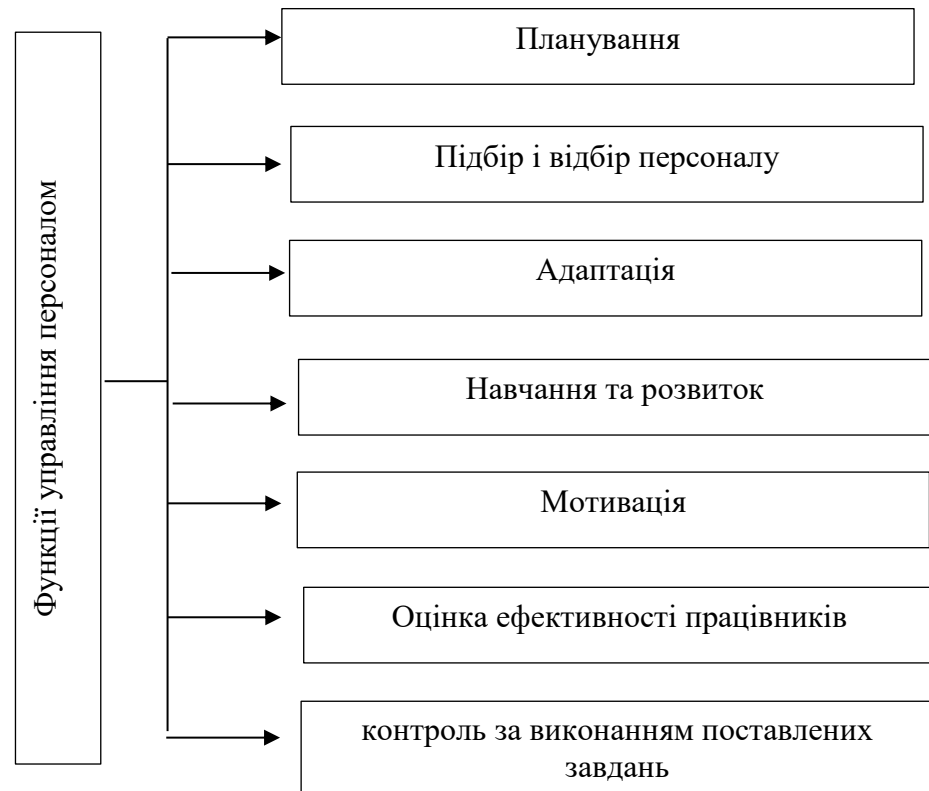 Функції управління персоналом
Планування
Підбір і відбір персоналу
Адаптація
Навчання та розвиток
Мотивація
Оцінка ефективності працівників
контроль за виконанням поставлених
завдань